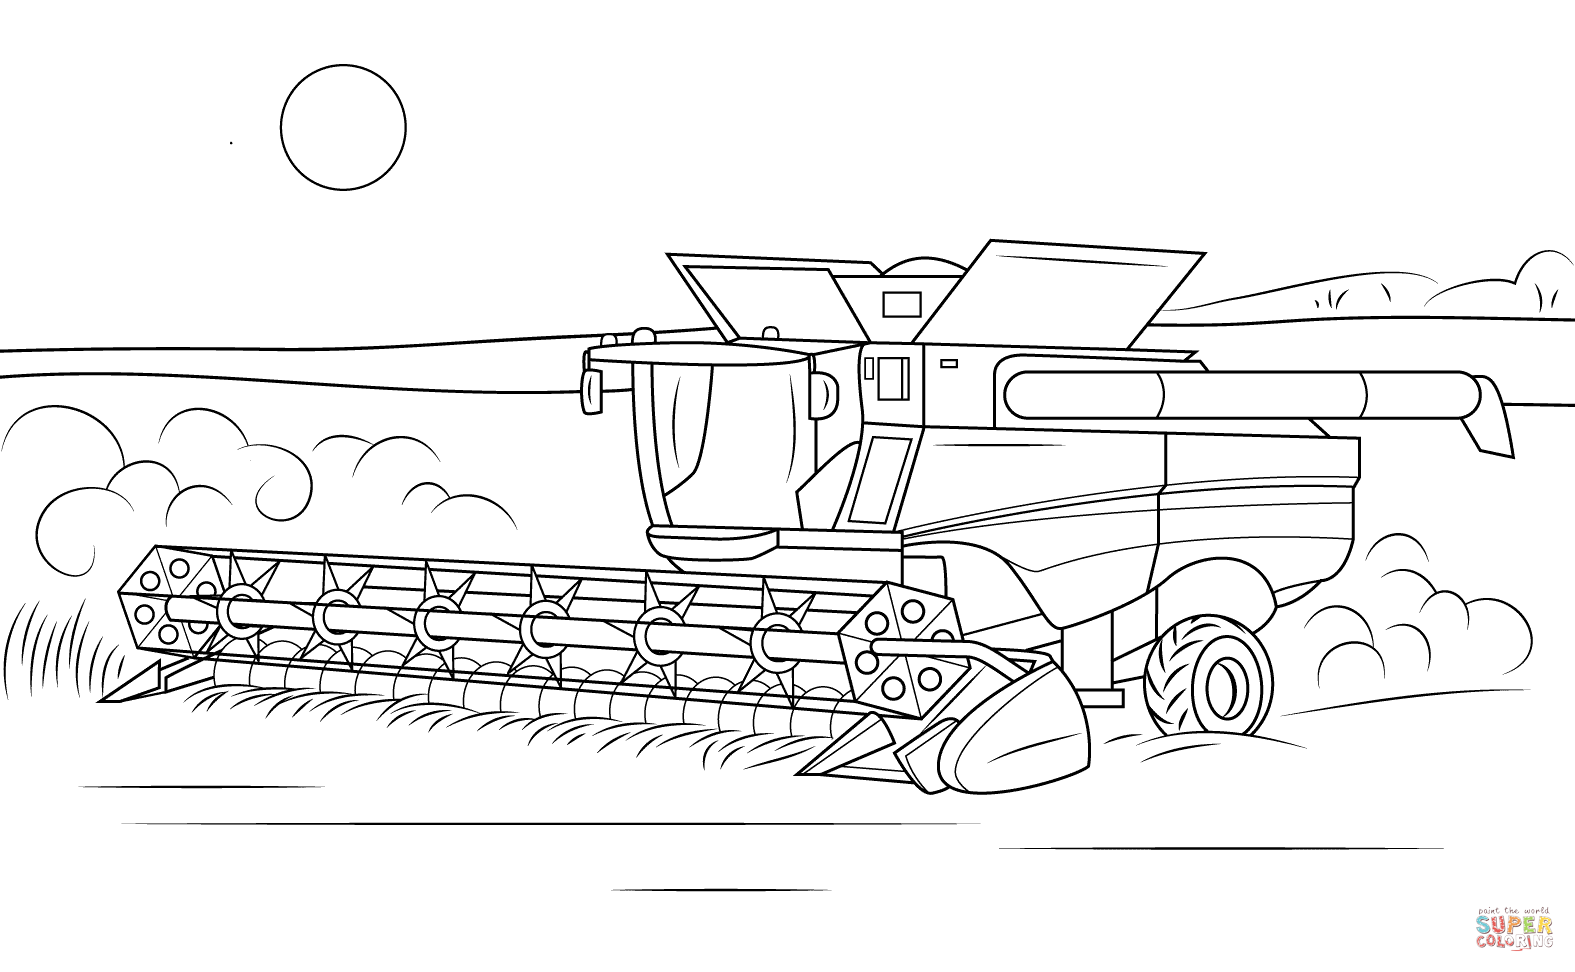 paint the world
SUPER
COLORING